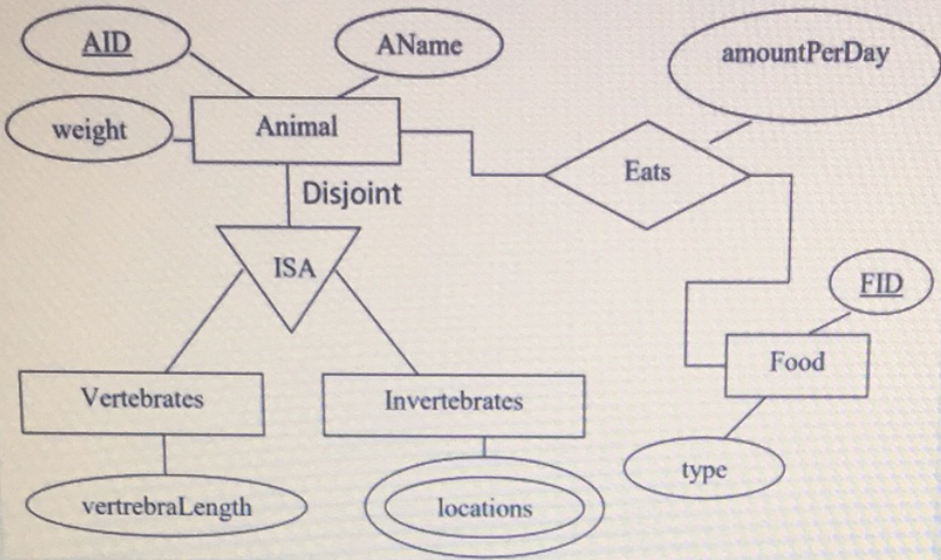 AID
AName
amountPerDay
weight
Animal
Eats
Disjoint
ISA
FID
Food
Vertebrates
Invertebrates
type
vertrebraLength
locations